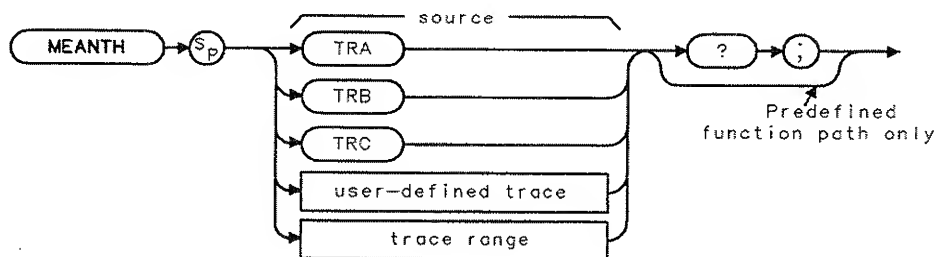 source
MEANTH Sp TRA ? ;
TRB
TRC
Predefined
function path only
user-defined trace
trace range